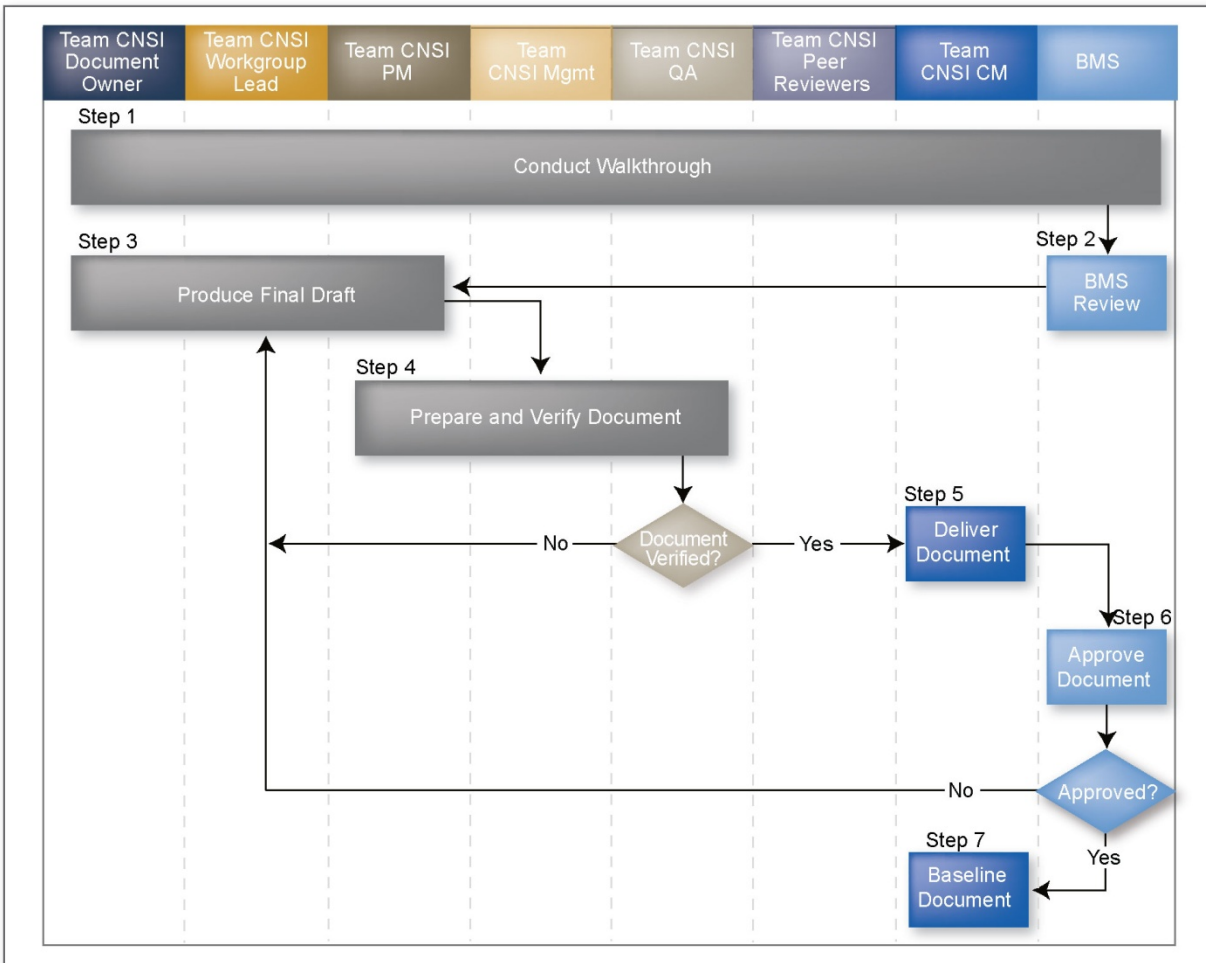 Team CNSI
Document
Owner
Team CNSI
Workgroup
Lead
Team CNSI
PM
Team
CNSI Mgmt
Team CNSI
QA
Team CNSI
Peer
Reviewers
Team
CNSI CM
BMS
Step 1
Conduct Walkthrough
Step 2
BMS
Review
Step 3
Produce Final Draft
Step 4
Prepare and Verify Document
Document
Verified?
No
Yes
Step 5
Deliver
Document
Step 6
Approve
Document
Approved?
No
Yes
Step 7
Baseline
Document